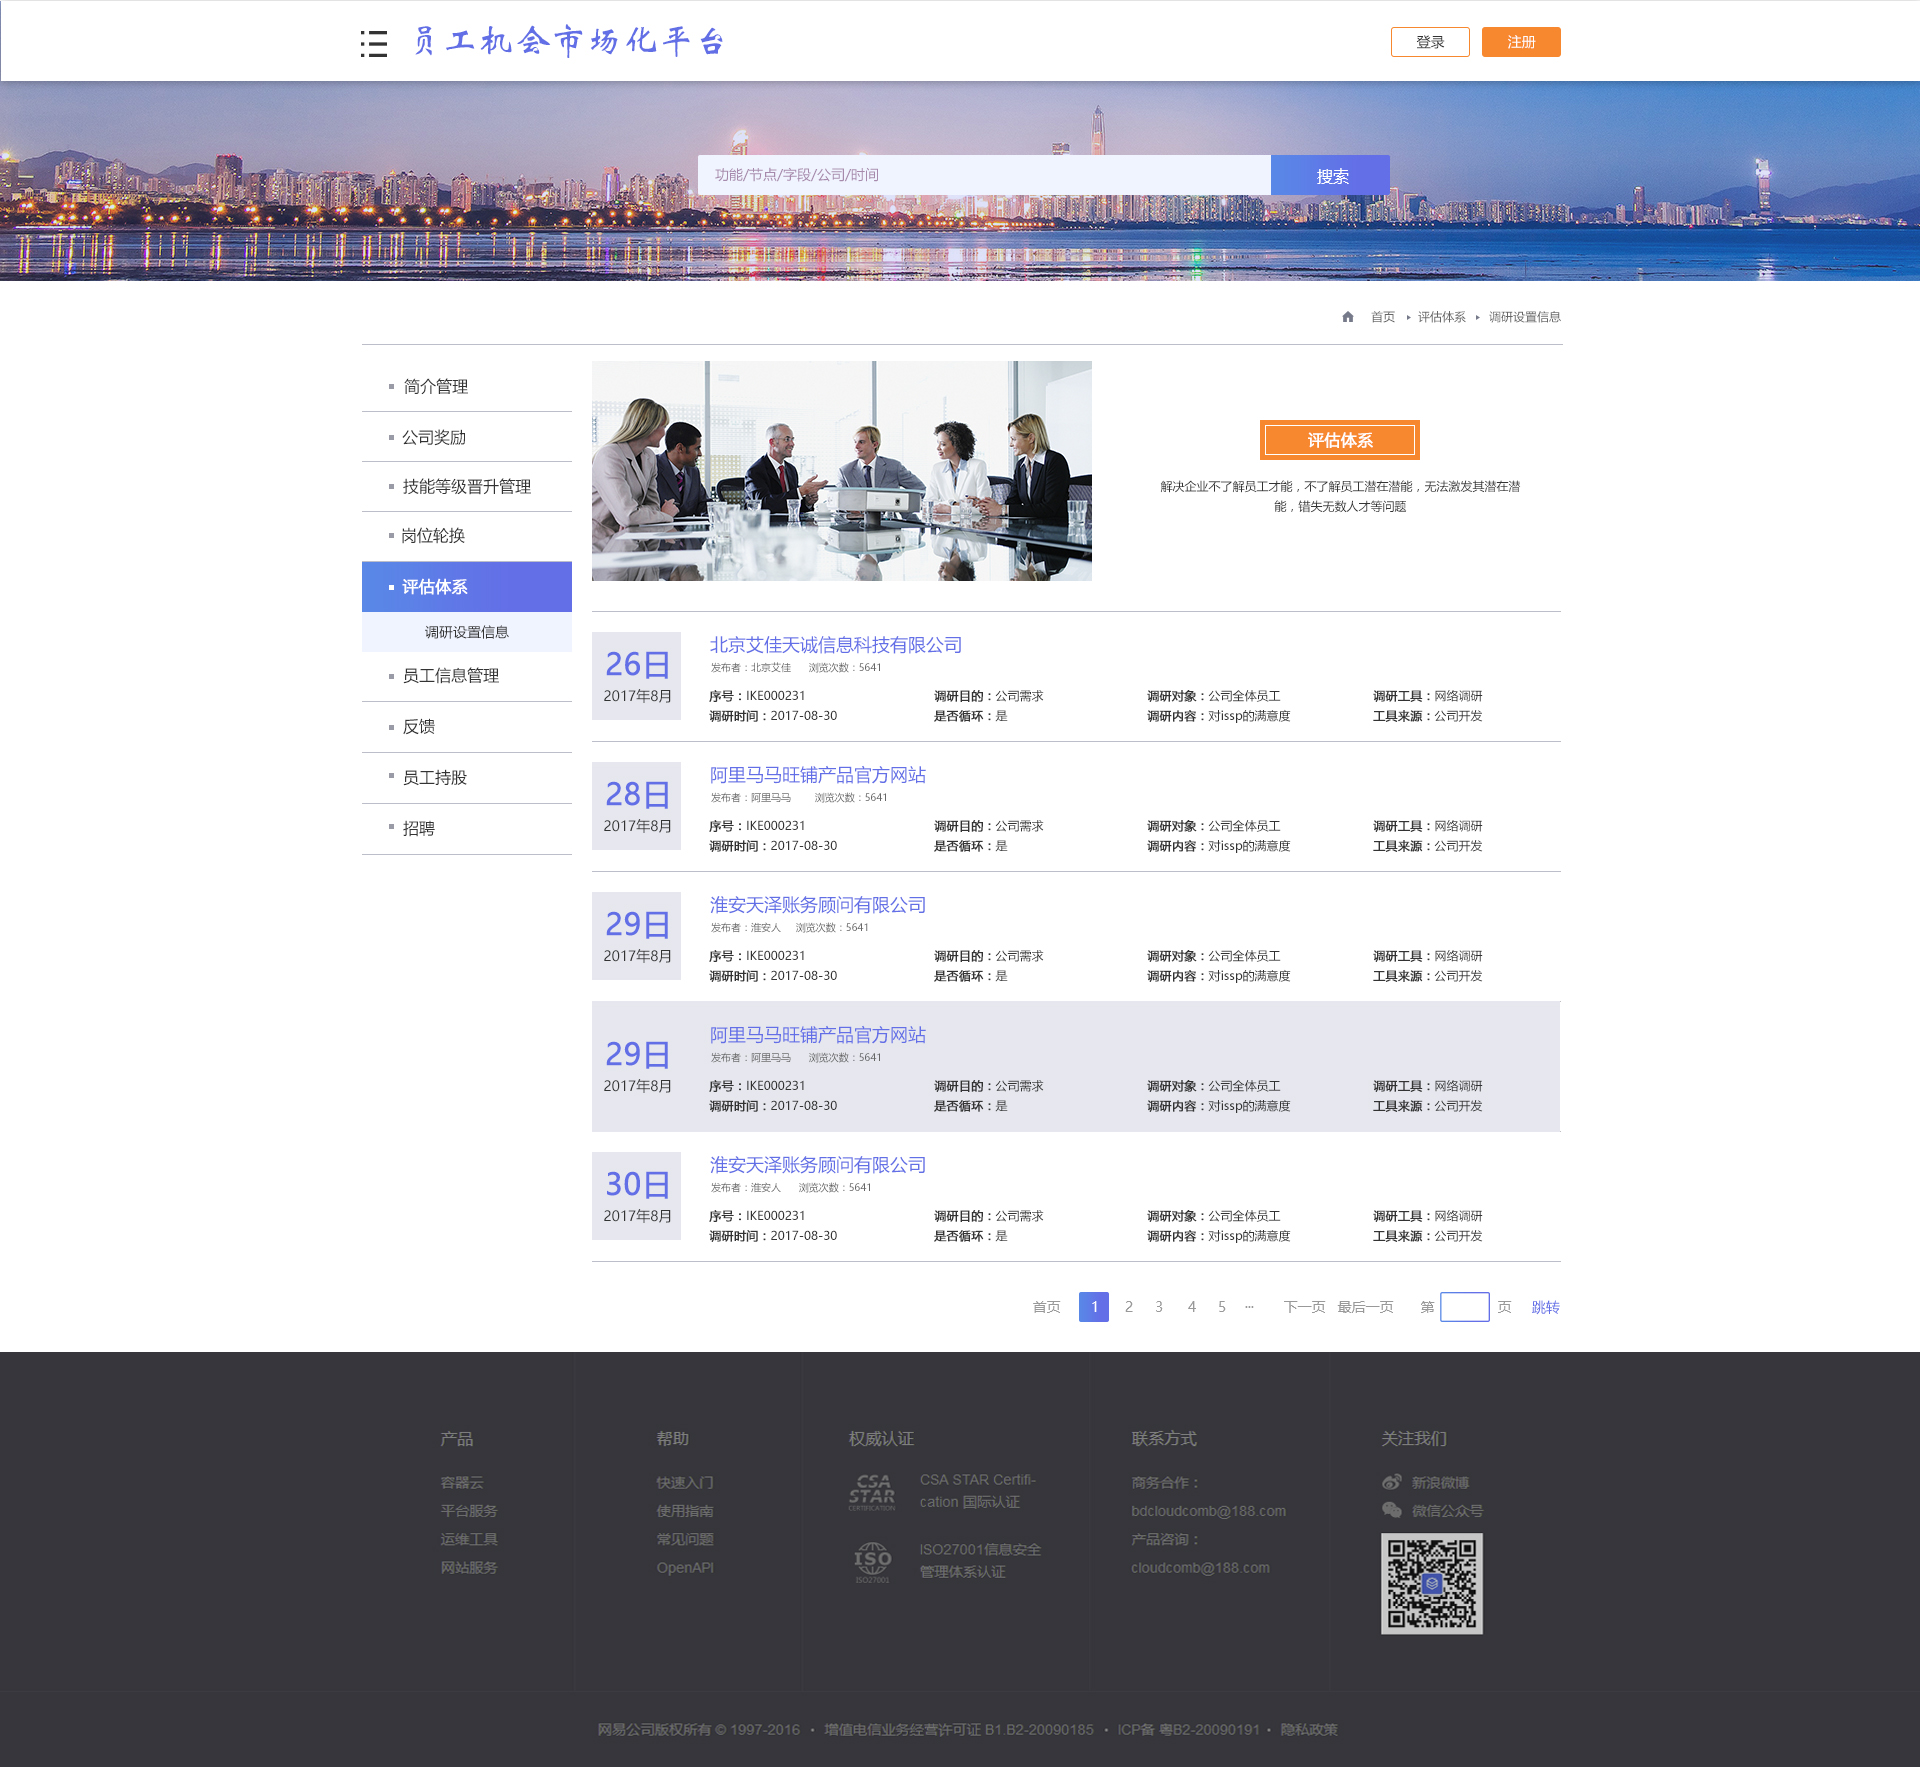 员工机会市场化平台
登录
注册
功能/节点/字段/公司/时间
搜索
首页 ▸ 评估体系 ▸ 调研设置信息
简介管理
公司奖励
技能等级晋升管理
岗位轮换
评估体系
调研设置信息
员工信息管理
反馈
员工持股
招聘
评估体系
解决企业不了解员工才能，不了解员工潜在潜能，无法激发其潜在潜
能，错失无数人才等问题
26日
2017年8月
北京艾佳天诚信息科技有限公司
发布者：北京艾佳 浏览次数：5641
序号：IKE000231 调研目的：公司需求 调研对象：公司全体员工 调研工具：网络调研
调研时间：2017-08-30 是否循环：是 调研内容：对issp的满意度 工具来源：公司开发
28日
2017年8月
阿里马马旺铺产品官方网站
发布者：阿里马马 浏览次数：5641
序号：IKE000231 调研目的：公司需求 调研对象：公司全体员工 调研工具：网络调研
调研时间：2017-08-30 是否循环：是 调研内容：对issp的满意度 工具来源：公司开发
29日
2017年8月
淮安天泽账务顾问有限公司
发布者：淮安人 浏览次数：5641
序号：IKE000231 调研目的：公司需求 调研对象：公司全体员工 调研工具：网络调研
调研时间：2017-08-30 是否循环：是 调研内容：对issp的满意度 工具来源：公司开发
29日
2017年8月
阿里马马旺铺产品官方网站
发布者：阿里马马 浏览次数：5641
序号：IKE000231 调研目的：公司需求 调研对象：公司全体员工 调研工具：网络调研
调研时间：2017-08-30 是否循环：是 调研内容：对issp的满意度 工具来源：公司开发
30日
2017年8月
淮安天泽账务顾问有限公司
发布者：淮安人 浏览次数：5641
序号：IKE000231 调研目的：公司需求 调研对象：公司全体员工 调研工具：网络调研
调研时间：2017-08-30 是否循环：是 调研内容：对issp的满意度 工具来源：公司开发
首页 1 2 3 4 5 ... 下一页 最后一页 第 页 跳转
产品
容器云
平台服务
运维工具
网站服务
帮助
快速入门
使用指南
常见问题
OpenAPI
权威认证
CSA
STAR
CERTIFICATION
CSA STAR Certifi-
cation 国际认证
ISO
ISO27001
ISO27001信息安全
管理体系认证
联系方式
商务合作：
bdcloudcomb@188.com
产品咨询：
cloudcomb@188.com
关注我们
新浪微博
微信公众号
网易公司版权所有 © 1997-2016 • 增值电信业务经营许可证 B1.B2-20090185 • ICP备 粤B2-20090191 • 隐私政策